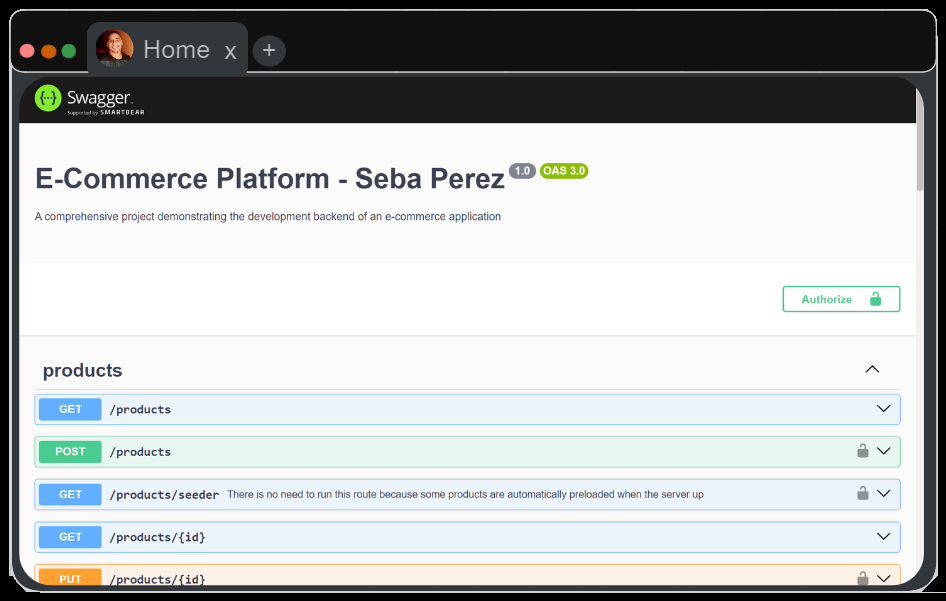 Home x +
{··} Swagger
Supported by SMARTBEAR
E-Commerce Platform - Seba Perez 1.0 OAS 3.0
A comprehensive project demonstrating the development backend of an e-commerce application
Authorize
products
GET /products
POST /products
GET /products/seeder There is no need to run this route because some products are automatically preloaded when the server up
GET /products/{id}
PUT /products/{id}